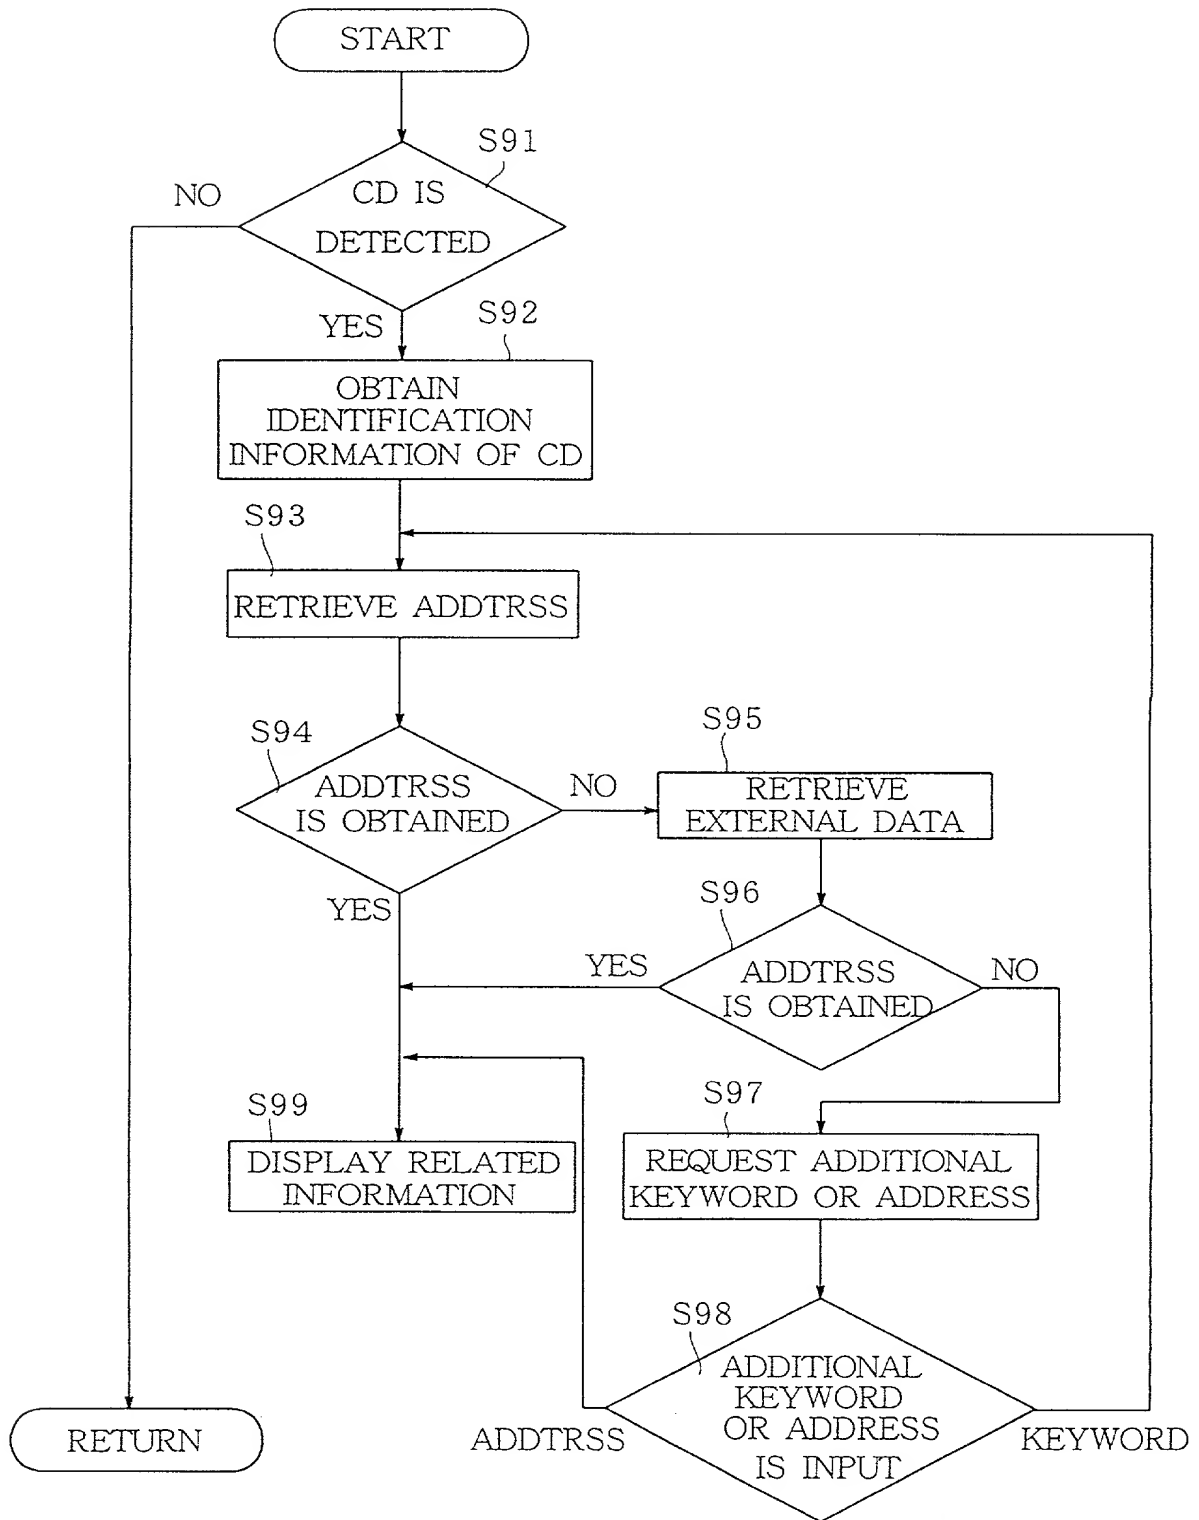 START
S91
CD IS
DETECTED
NO
YES
S92
OBTAIN
IDENTIFICATION
INFORMATION OF CD
S93
RETRIEVE ADDTRSS
S94
ADDTRSS
IS OBTAINED
NO
YES
S95
RETRIEVE
EXTERNAL DATA
S96
ADDTRSS
IS OBTAINED
YES
NO
S97
REQUEST ADDITIONAL
KEYWORD OR ADDRESS
S98
ADDITIONAL
KEYWORD
OR ADDRESS
IS INPUT
ADDTRSS
KEYWORD
S99
DISPLAY RELATED
INFORMATION
RETURN